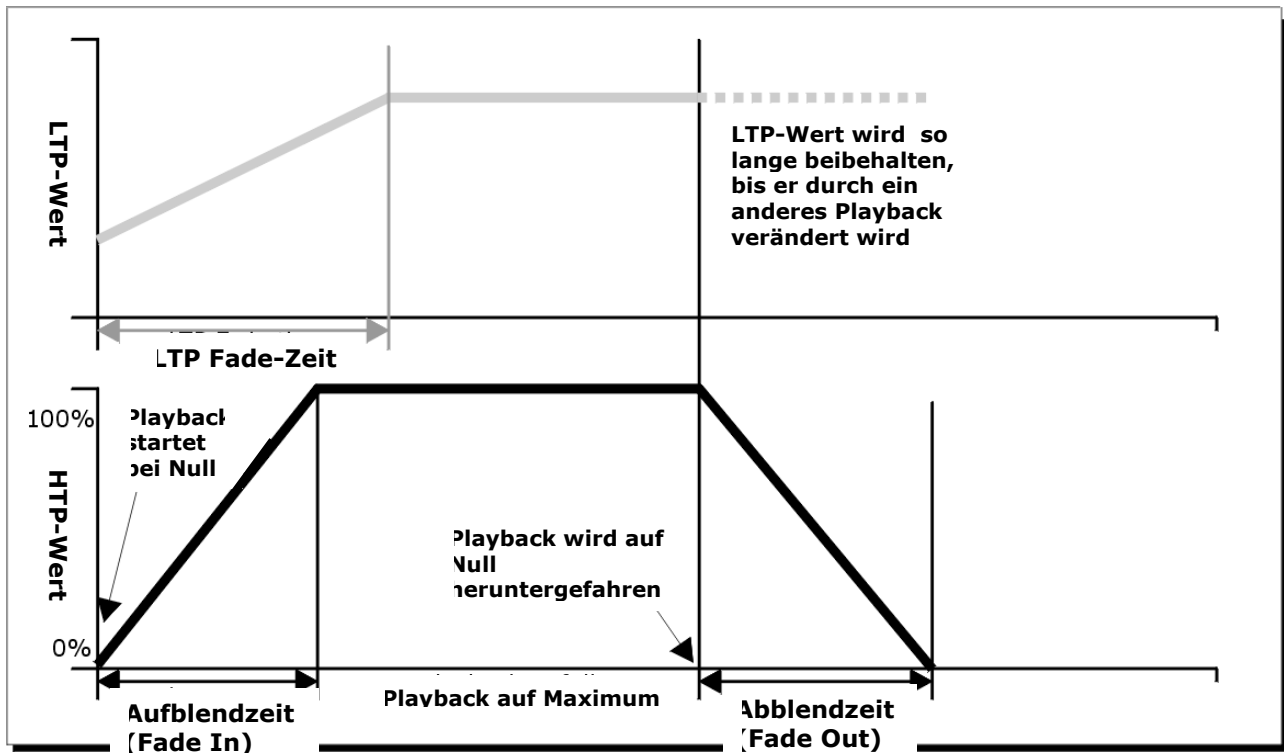 LTP-Wert
LTP-Wert wird so
lange beibehalten,
bis er durch ein
anderes Playback
verändert wird
LTP Fade-Zeit
100%
Playback
startet
bei Null
HTP-Wert
Playback wird auf
Null
heruntergefahren
0%
Playback auf Maximum
Aufblendzeit
(Fade In)
Abblendzeit
(Fade Out)